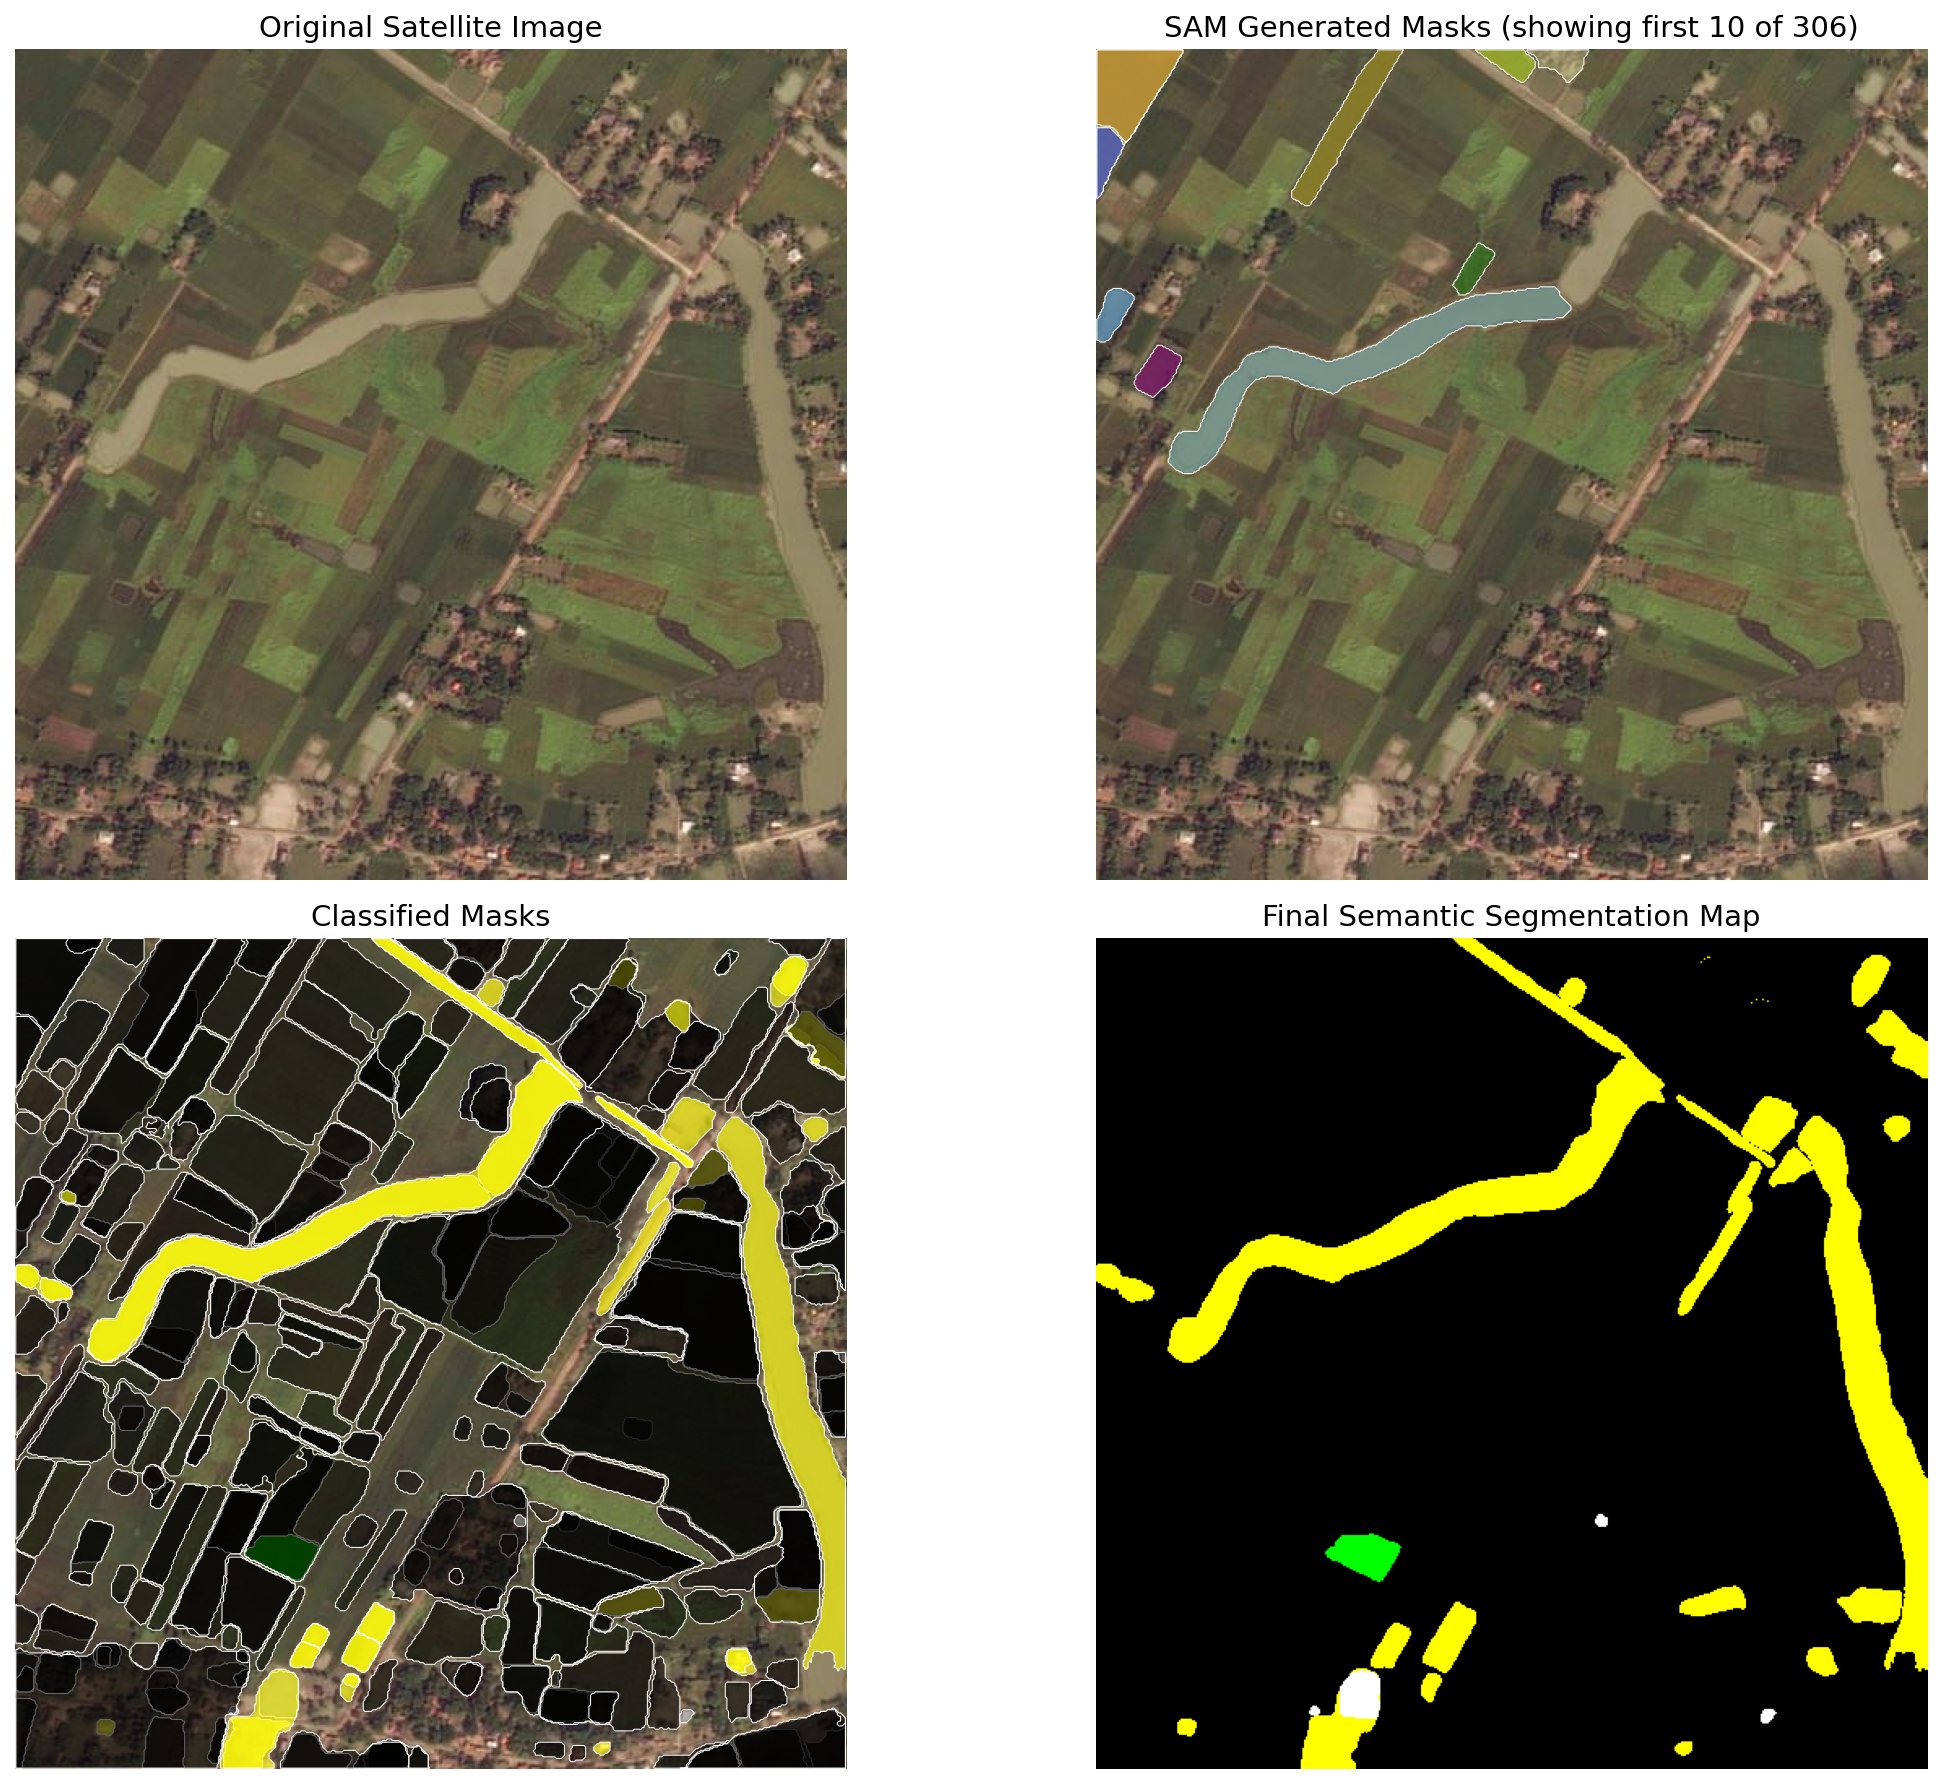 Original Satellite Image
SAM Generated Masks (showing first 10 of 306)
Classified Masks
Final Semantic Segmentation Map